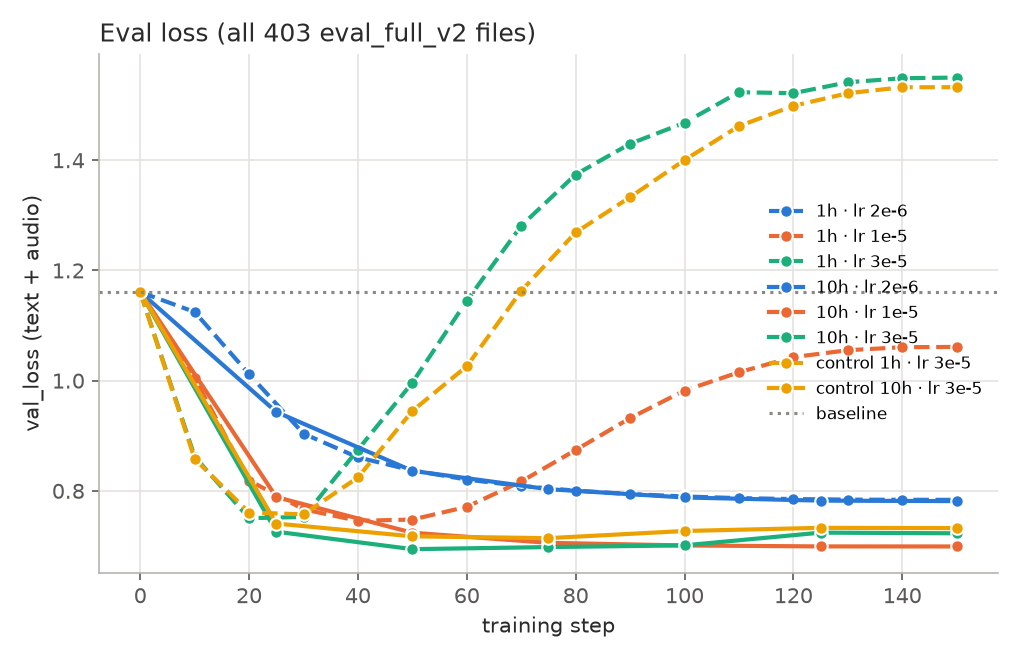 Eval loss (all 403 eval_full_v2 files)
val_loss (text + audio)
1.4
1.2
1.0
0.8
1h · lr 2e-6
1h · lr 1e-5
1h · lr 3e-5
10h · lr 2e-6
10h · lr 1e-5
10h · lr 3e-5
control 1h · lr 3e-5
control 10h · lr 3e-5
baseline
0 20 40 60 80 100 120 140
training step